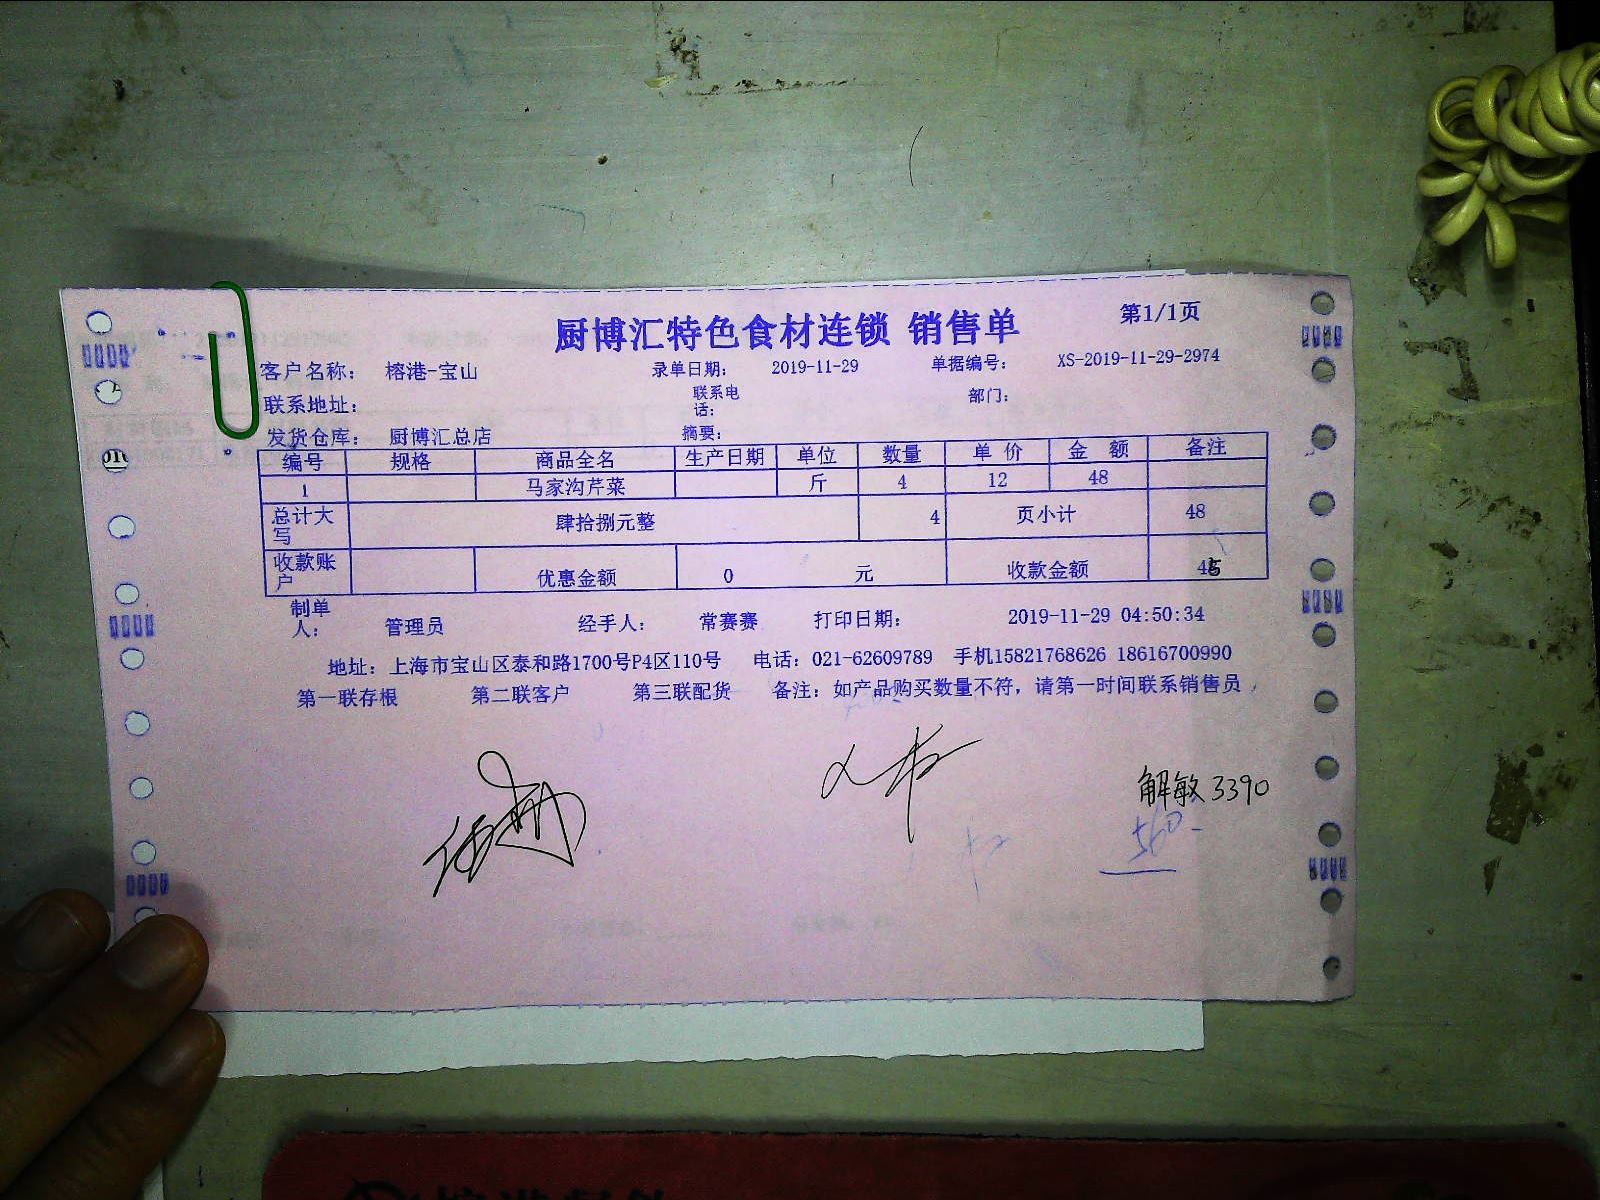 厨博汇特色食材连锁 销售单 第1/1页
客户名称： 榕港-宝山 录单日期： 2019-11-29 单据编号： XS-2019-11-29-2974
联系地址： 联系电话： 部门：
发货仓库： 厨博汇总店 摘要：
编号 规格 商品全名 生产日期 单位 数量 单价 金额 备注
1 马家沟芹菜 斤 4 12 48
总计大写 肆拾捌元整 4 页小计 48
收款账户 优惠金额 0 元 收款金额
制单人： 管理员 经手人： 常赛赛 打印日期： 2019-11-29 04:50:34
地址：上海市宝山区泰和路1700号P4区110号 电话：021-62609789 手机15821768626 18616700990
第一联存根 第二联客户 第三联配货 备注：如产品购买数量不符，请第一时间联系销售员
解敏 3390
560-